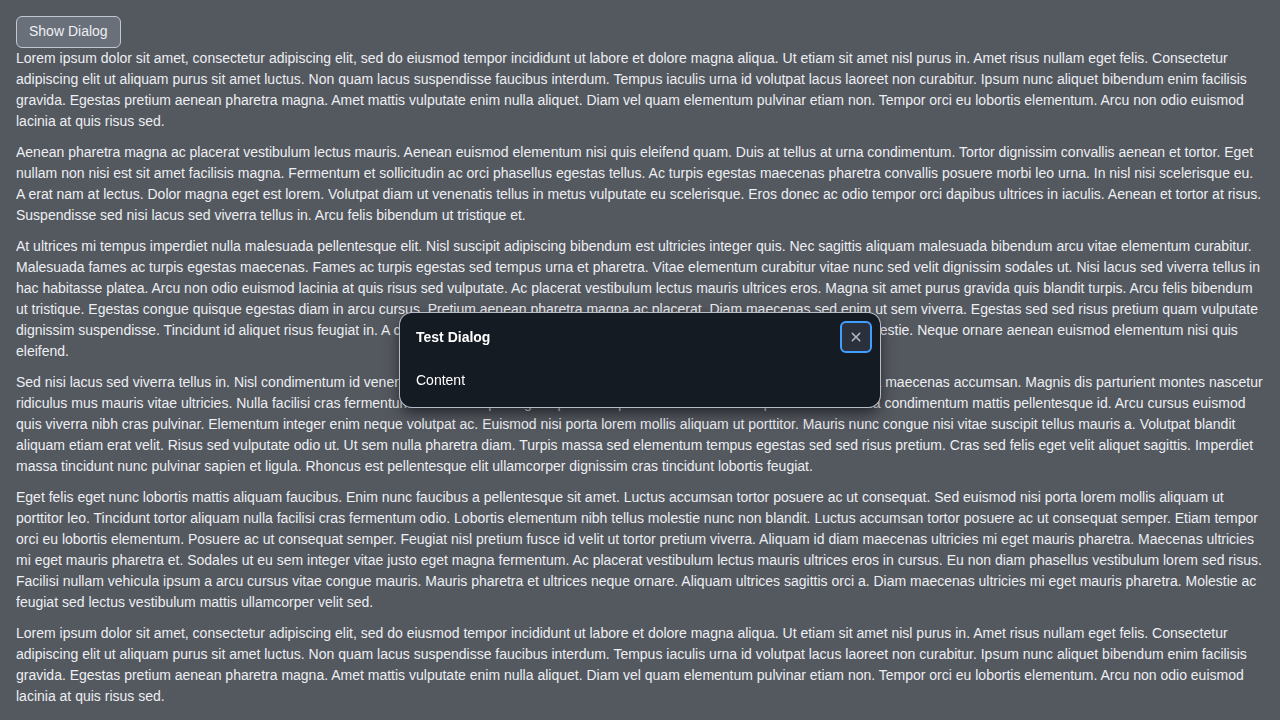 Show Dialog
Lorem ipsum dolor sit amet, consectetur adipiscing elit, sed do eiusmod tempor incididunt ut labore et dolore magna aliqua. Ut etiam sit amet nisl purus in. Amet risus nullam eget felis. Consectetur
adipiscing elit ut aliquam purus sit amet luctus. Non quam lacus suspendisse faucibus interdum. Tempus iaculis urna id volutpat lacus laoreet non curabitur. Ipsum nunc aliquet bibendum enim facilisis
gravida. Egestas pretium aenean pharetra magna. Amet mattis vulputate enim nulla aliquet. Diam vel quam elementum pulvinar etiam non. Tempor orci eu lobortis elementum. Arcu non odio euismod
lacinia at quis risus sed.
Aenean pharetra magna ac placerat vestibulum lectus mauris. Aenean euismod elementum nisi quis eleifend quam. Duis at tellus at urna condimentum. Tortor dignissim convallis aenean et tortor. Eget
nullam non nisi est sit amet facilisis magna. Fermentum et sollicitudin ac orci phasellus egestas tellus. Ac turpis egestas maecenas pharetra convallis posuere morbi leo urna. In nisl nisi scelerisque eu.
A erat nam at lectus. Dolor magna eget est lorem. Volutpat diam ut venenatis tellus in metus vulputate eu scelerisque. Eros donec ac odio tempor orci dapibus ultrices in iaculis. Aenean et tortor at risus.
Suspendisse sed nisi lacus sed viverra tellus in. Arcu felis bibendum ut tristique et.
At ultrices mi tempus imperdiet nulla malesuada pellentesque elit. Nisl suscipit adipiscing bibendum est ultricies integer quis. Nec sagittis aliquam malesuada bibendum arcu vitae elementum curabitur.
Malesuada fames ac turpis egestas maecenas. Fames ac turpis egestas sed tempus urna et pharetra. Vitae elementum curabitur vitae nunc sed velit dignissim sodales ut. Nisi lacus sed viverra tellus in
hac habitasse platea. Arcu non odio euismod lacinia at quis risus sed vulputate. Ac placerat vestibulum lectus mauris ultrices eros. Magna sit amet purus gravida quis blandit turpis. Arcu felis bibendum
ut tristique. Egestas congue quisque egestas diam in arcu cursus. Pretium aenean pharetra magna ac placerat. Diam maecenas sed enim ut sem viverra. Egestas sed sed risus pretium quam vulputate
dignissim suspendisse. Tincidunt id aliquet risus feugiat in. A estie. Neque ornare aenean euismod elementum nisi quis
eleifend.
Test Dialog
Content
Sed nisi lacus sed viverra tellus in. Nisl condimentum id maecenas accumsan. Magnis dis parturient montes nascetur
ridiculus mus mauris vitae ultricies. Nulla facilisi cras condimentum mattis pellentesque id. Arcu cursus euismod
quis viverra nibh cras pulvinar. Elementum integer enim neque volutpat ac. Euismod nisi porta lorem mollis aliquam ut porttitor. Mauris nunc congue nisi vitae suscipit tellus mauris a. Volutpat blandit
aliquam etiam erat velit. Risus sed vulputate odio ut. Ut sem nulla pharetra diam. Turpis massa sed elementum tempus egestas sed sed risus pretium. Cras sed felis eget velit aliquet sagittis. Imperdiet
massa tincidunt nunc pulvinar sapien et ligula. Rhoncus est pellentesque elit ullamcorper dignissim cras tincidunt lobortis feugiat.
Eget felis eget nunc lobortis mattis aliquam faucibus. Enim nunc faucibus a pellentesque sit amet. Luctus accumsan tortor posuere ac ut consequat. Sed euismod nisi porta lorem mollis aliquam ut
porttitor leo. Tincidunt tortor aliquam nulla facilisi cras fermentum odio. Lobortis elementum nibh tellus molestie nunc non blandit. Luctus accumsan tortor posuere ac ut consequat semper. Etiam tempor
orci eu lobortis elementum. Posuere ac ut consequat semper. Feugiat nisl pretium fusce id velit ut tortor pretium viverra. Aliquam id diam maecenas ultricies mi eget mauris pharetra. Maecenas ultricies
mi eget mauris pharetra et. Sodales ut eu sem integer vitae justo eget magna fermentum. Ac placerat vestibulum lectus mauris ultrices eros in cursus. Eu non diam phasellus vestibulum lorem sed risus.
Facilisi nullam vehicula ipsum a arcu cursus vitae congue mauris. Mauris pharetra et ultrices neque ornare. Aliquam ultrices sagittis orci a. Diam maecenas ultricies mi eget mauris pharetra. Molestie ac
feugiat sed lectus vestibulum mattis ullamcorper velit sed.
Lorem ipsum dolor sit amet, consectetur adipiscing elit, sed do eiusmod tempor incididunt ut labore et dolore magna aliqua. Ut etiam sit amet nisl purus in. Amet risus nullam eget felis. Consectetur
adipiscing elit ut aliquam purus sit amet luctus. Non quam lacus suspendisse faucibus interdum. Tempus iaculis urna id volutpat lacus laoreet non curabitur. Ipsum nunc aliquet bibendum enim facilisis
gravida. Egestas pretium aenean pharetra magna. Amet mattis vulputate enim nulla aliquet. Diam vel quam elementum pulvinar etiam non. Tempor orci eu lobortis elementum. Arcu non odio euismod
lacinia at quis risus sed.